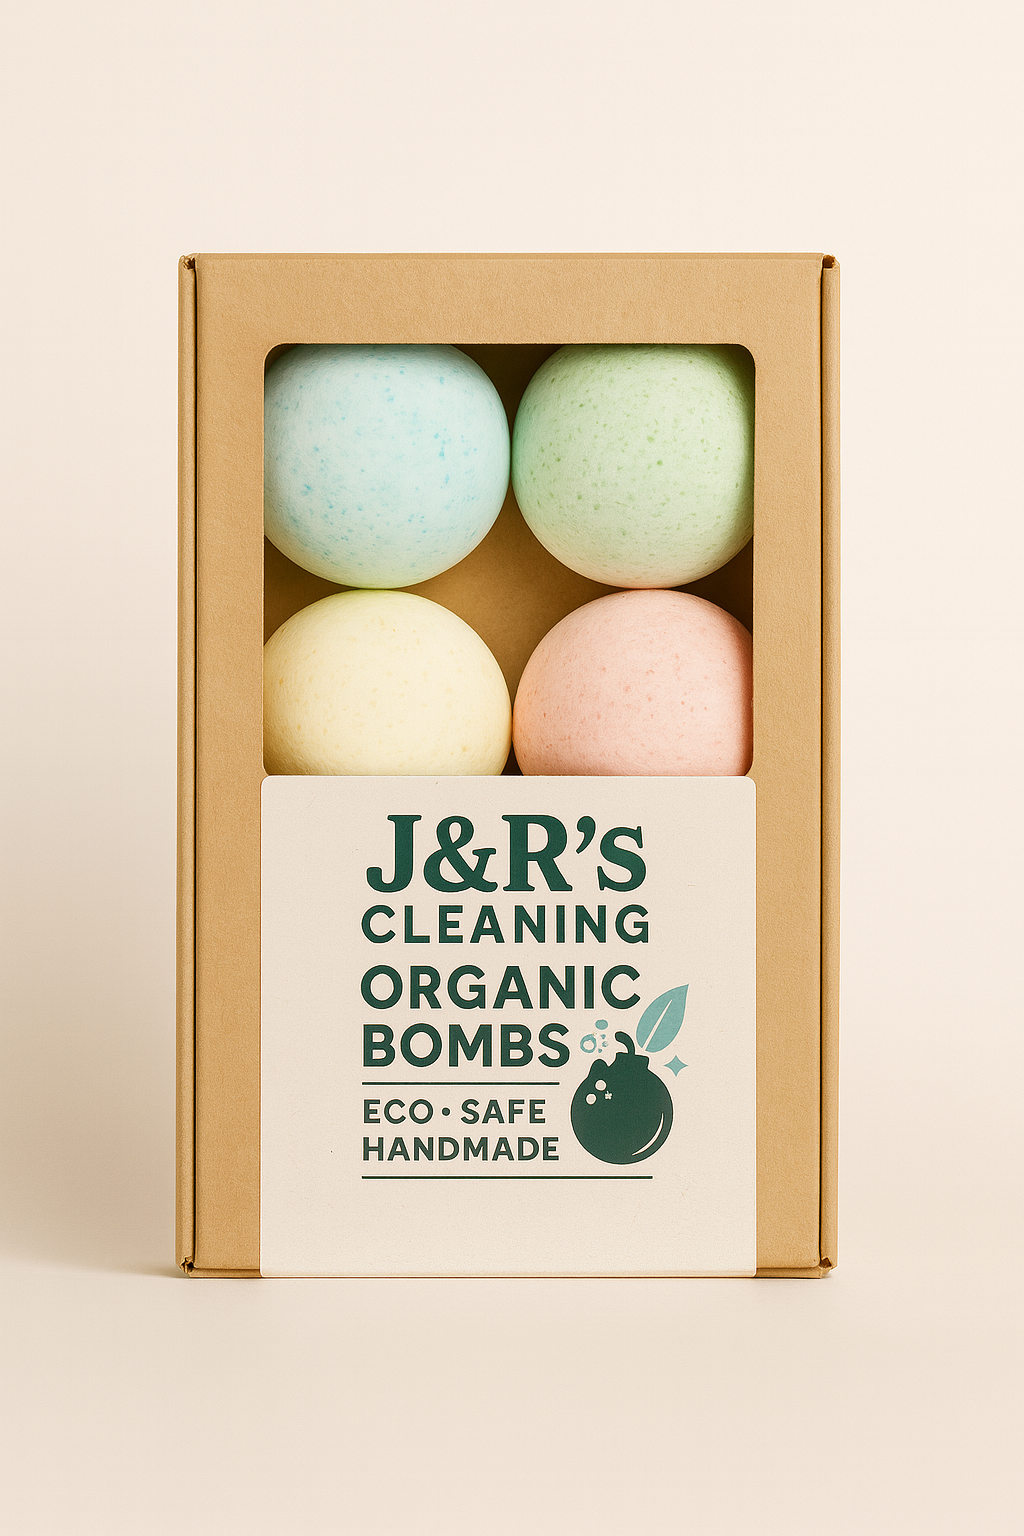 J&R's
CLEANING
ORGANIC
BOMBS
ECO • SAFE
HANDMADE